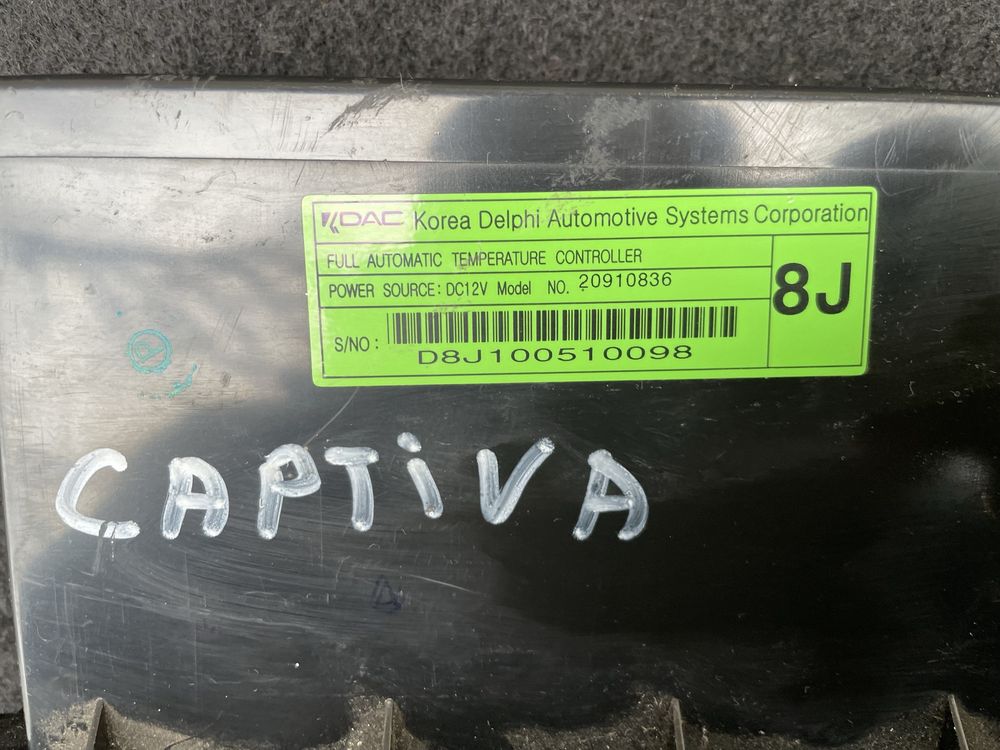 KDAC Korea Delphi Automotive Systems Corporation
FULL AUTOMATIC TEMPERATURE CONTROLLER
POWER SOURCE: DC12V Model NO. 20910836
8J
S/NO :
D8J100510098
CAPTiVA